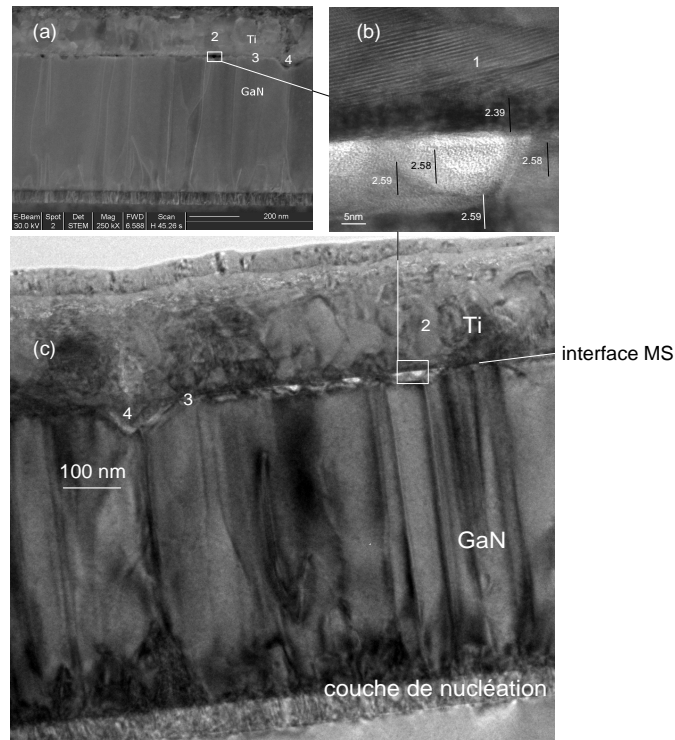 (a)
2
Ti
3
4
GaN
E-Beam Spot Det Mag FWD Scan
30.0 kV 2 STEM 250 kX 6.588 H 45.26 s
200 nm
(b)
1
2.39
2.58
2.58
2.59
2.59
5nm
(c)
2
Ti
interface MS
3
4
100 nm
GaN
couche de nucléation